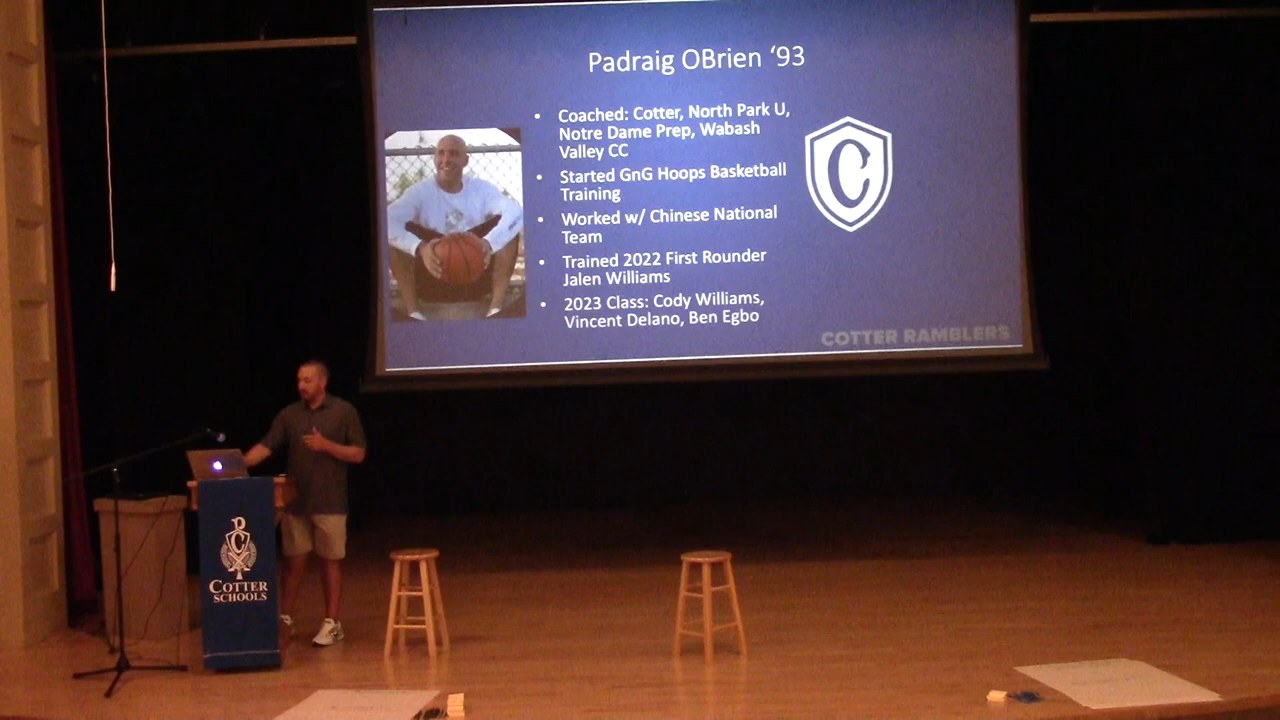 Padraig OBrien ‘93
• Coached: Cotter, North Park U,
Notre Dame Prep, Wabash
Valley CC
• Started GnG Hoops Basketball
Training
• Worked w/ Chinese National
Team
• Trained 2022 First Rounder
Jalen Williams
• 2023 Class: Cody Williams,
Vincent Delano, Ben Egbo
C
COTTER RAMBLERS
C
COTTER
SCHOOLS